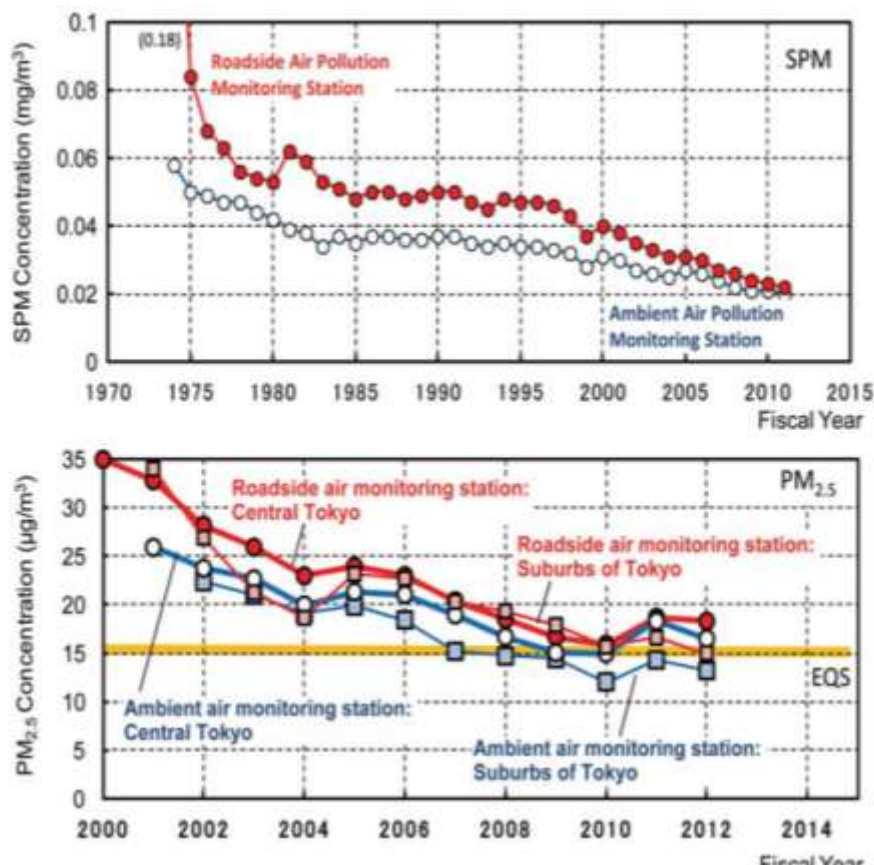 0.1
(0.18)
Roadside Air Pollution
Monitoring Station
SPM
0.08
0.06
0.04
0.02
0
SPM Concentration (mg/m³)
Ambient Air Pollution
Monitoring Station
1970 1975 1980 1985 1990 1995 2000 2005 2010 2015
Fiscal Year
35
30
25
20
15
10
5
0
PM₂.₅ Concentration (µg/m³)
PM₂.₅
Roadside air monitoring station:
Central Tokyo
Roadside air monitoring station:
Suburbs of Tokyo
EQS
Ambient air monitoring station:
Central Tokyo
Ambient air monitoring station:
Suburbs of Tokyo
2000 2002 2004 2006 2008 2010 2012 2014
Fiscal Year